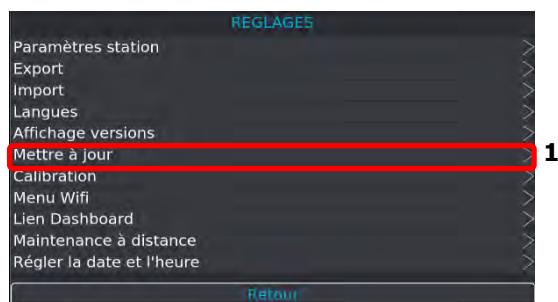 REGLAGES
Paramètres station >
Export >
Import >
Langues >
Affichage versions >
Mettre à jour > 1
Calibration >
Menu Wifi >
Lien Dashboard >
Maintenance à distance >
Régler la date et l'heure >
Retour